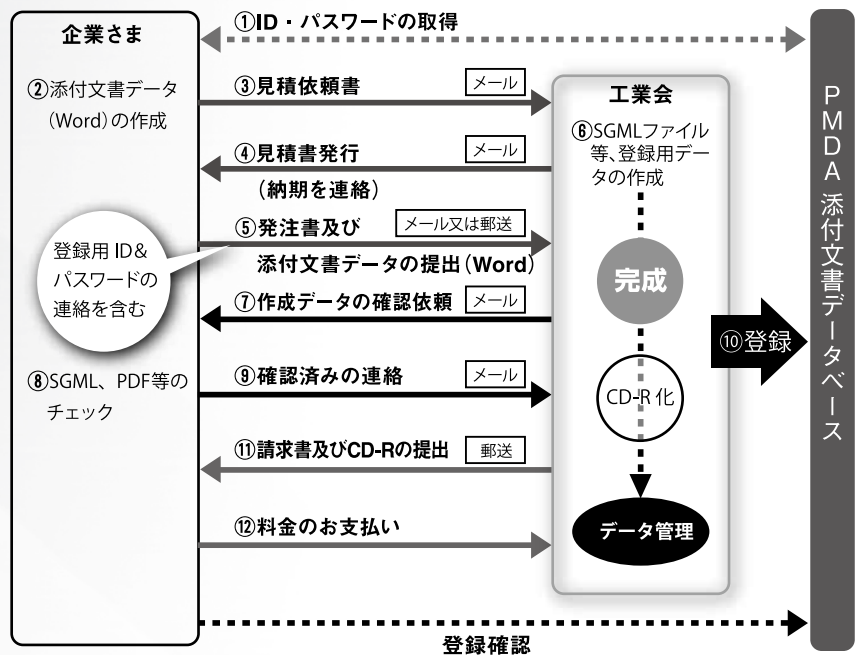 ①ID・パスワードの取得
企業さま
②添付文書データ
(Word)の作成
③見積依頼書
メール
④見積書発行
メール
(納期を連絡)
⑤発注書及び
メール又は郵送
添付文書データの提出(Word)
登録用 ID&
パスワードの
連絡を含む
⑦作成データの確認依頼
メール
⑧SGML、PDF等の
チェック
⑨確認済みの連絡
メール
⑪請求書及びCD-Rの提出
郵送
⑫料金のお支払い
工業会
⑥SGMLファイル
等、登録用デー
タの作成
完成
CD-R 化
データ管理
⑩登録
PMDA 添付文書データベース
登録確認